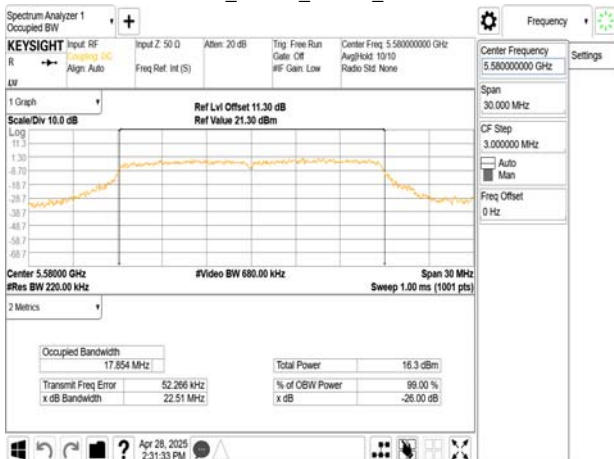 Spectrum Analyzer 1
Occupied BW
Frequency
KEYSIGHT
Input: RF
Coupling: DC
Align: Auto
Input Z: 50 Ω
Freq Ref: Int (S)
Atten: 20 dB
Trig: Free Run
Gate: Off
#IF Gain: Low
Center Freq: 5.580000000 GHz
Avg|Hold: 10/10
Radio Std: None
R
LXI
Center Frequency
5.580000000 GHz
Settings
Span
30.000 MHz
CF Step
3.000000 MHz
Auto
Man
Freq Offset
0 Hz
1 Graph
Scale/Div 10.0 dB
Ref Lvl Offset 11.30 dB
Ref Value 21.30 dBm
Log
11.3
1.30
-8.70
-18.7
-28.7
-38.7
-48.7
-58.7
-68.7
Center 5.58000 GHz
#Res BW 220.00 kHz
#Video BW 680.00 kHz
Span 30 MHz
Sweep 1.00 ms (1001 pts)
2 Metrics
Occupied Bandwidth
17.854 MHz
Total Power 16.3 dBm
Transmit Freq Error 52.266 kHz
% of OBW Power 99.00 %
x dB Bandwidth 22.51 MHz
x dB -26.00 dB
Apr 28, 2025
2:31:33 PM